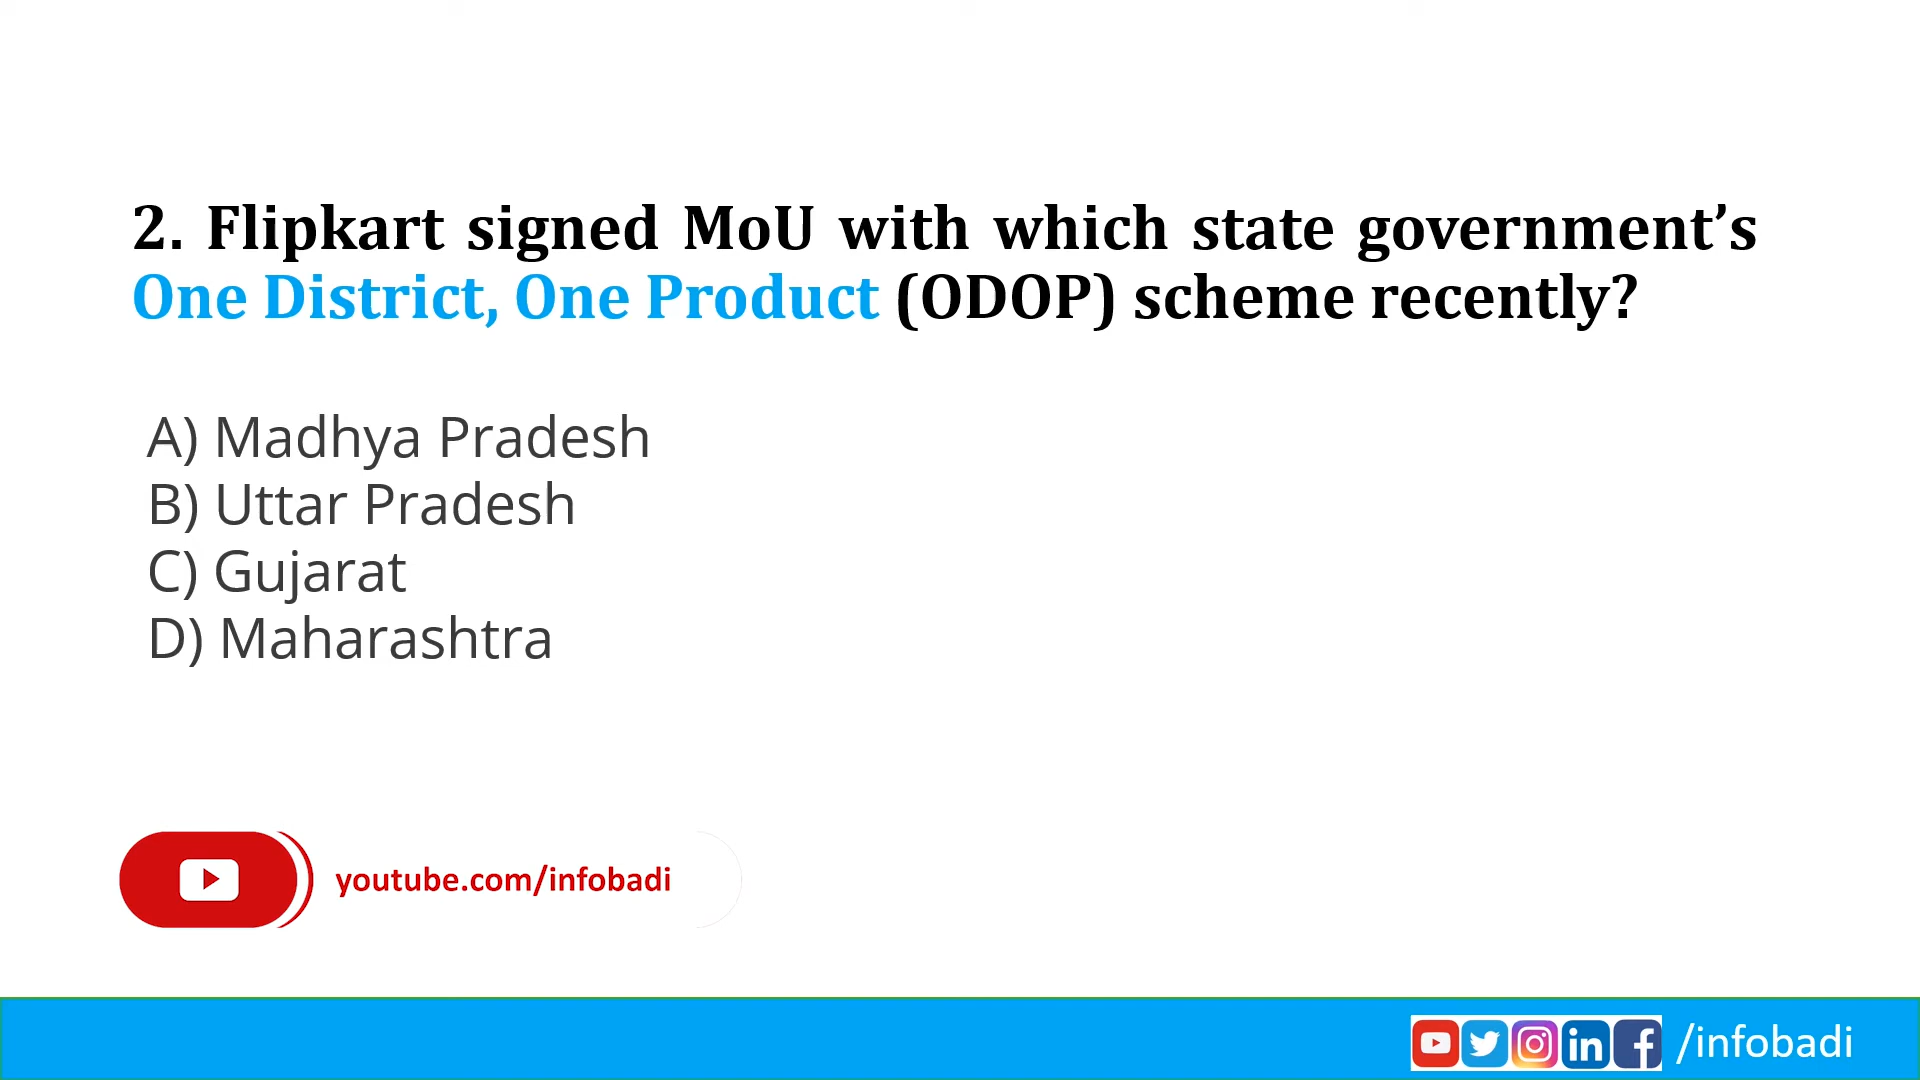 2. Flipkart signed MoU with which state government’s
One District, One Product (ODOP) scheme recently?
A) Madhya Pradesh
B) Uttar Pradesh
C) Gujarat
D) Maharashtra
youtube.com/infobadi
/infobadi